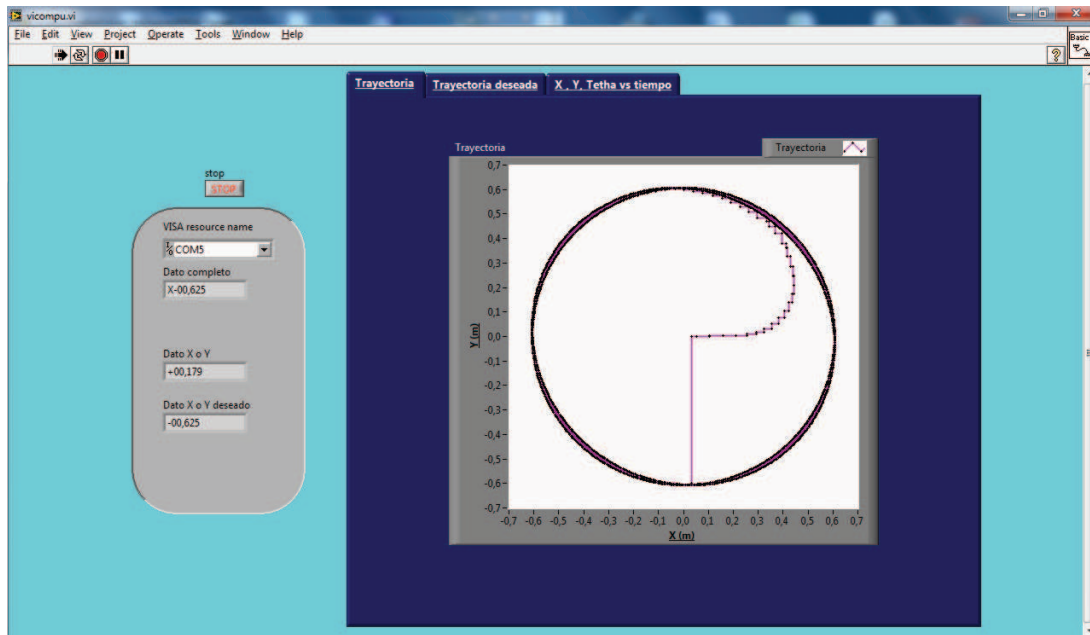 vicompu.vi
File Edit View Project Operate Tools Window Help
Basic
Trayectoria
Trayectoria deseada
X , Y, Tetha vs tiempo
stop
STOP
VISA resource name
COM5
Dato completo
X-00,625
Dato X o Y
+00,179
Dato X o Y deseado
-00,625
Trayectoria
Trayectoria
0,7
0,6
0,5
0,4
0,3
0,2
0,1
0,0
-0,1
-0,2
-0,3
-0,4
-0,5
-0,6
-0,7
Y (m)
-0,7 -0,6 -0,5 -0,4 -0,3 -0,2 -0,1 0,0 0,1 0,2 0,3 0,4 0,5 0,6 0,7
X (m)